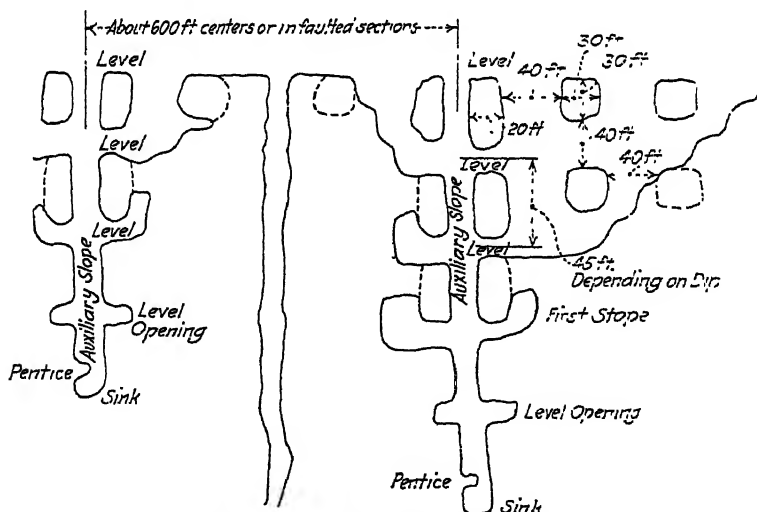 About 600 ft centers or in faulted sections
Level
Level
30 ft
30 ft
40 ft
20 ft
40 ft
40 ft
Level
Level
Level
Level
Auxiliary Slope
Auxiliary Slope
45 ft
Depending on Dip
Level
Opening
First Stope
Pentice
Sink
Level Opening
Pentice
Sink